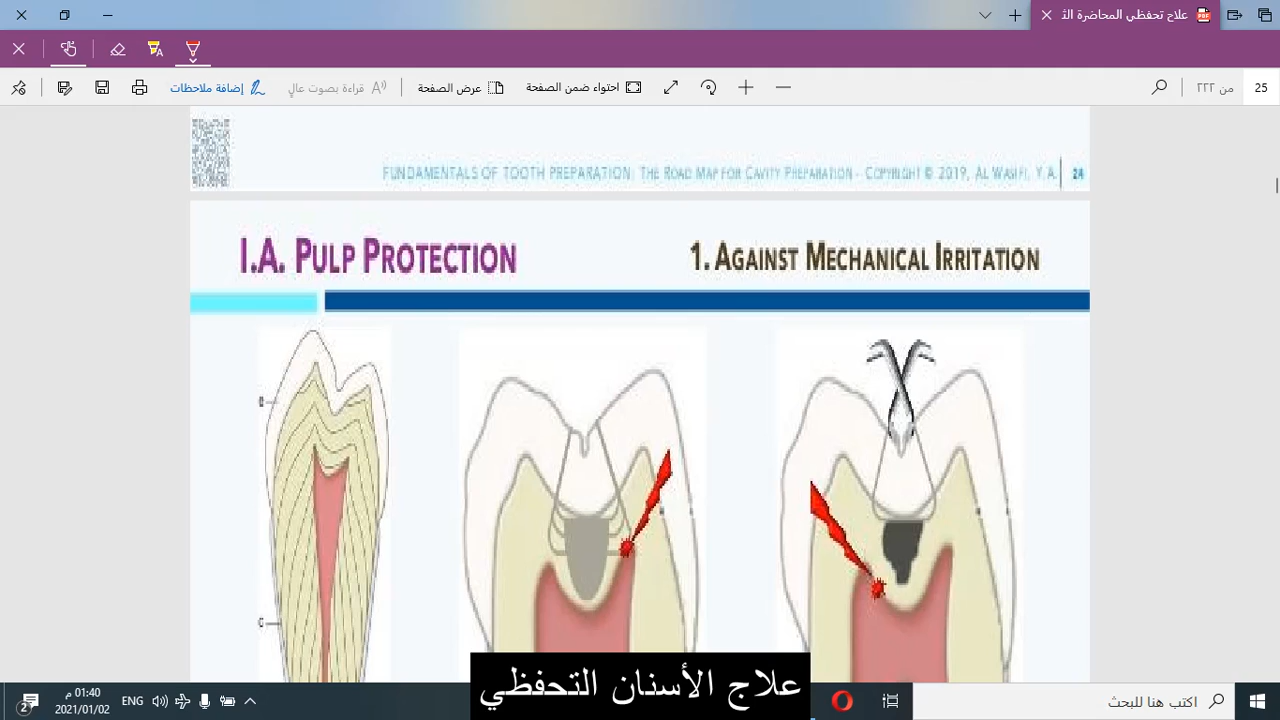 علاج تحفظي المحاضرة الثـ
25 من ٢٢٢
احتواء ضمن الصفحة
عرض الصفحة
قراءة بصوت عالٍ
إضافة ملاحظات
FUNDAMENTALS OF TOOTH PREPARATION: THE ROAD MAP FOR CAVITY PREPARATION - COPYRIGHT © 2019, AL WASIFI, Y.A. 24
I.A. PULP PROTECTION
1. AGAINST MECHANICAL IRRITATION
علاج الأسنان التحفظي
اكتب هنا للبحث
ENG
01:40 م
2021/01/02
2